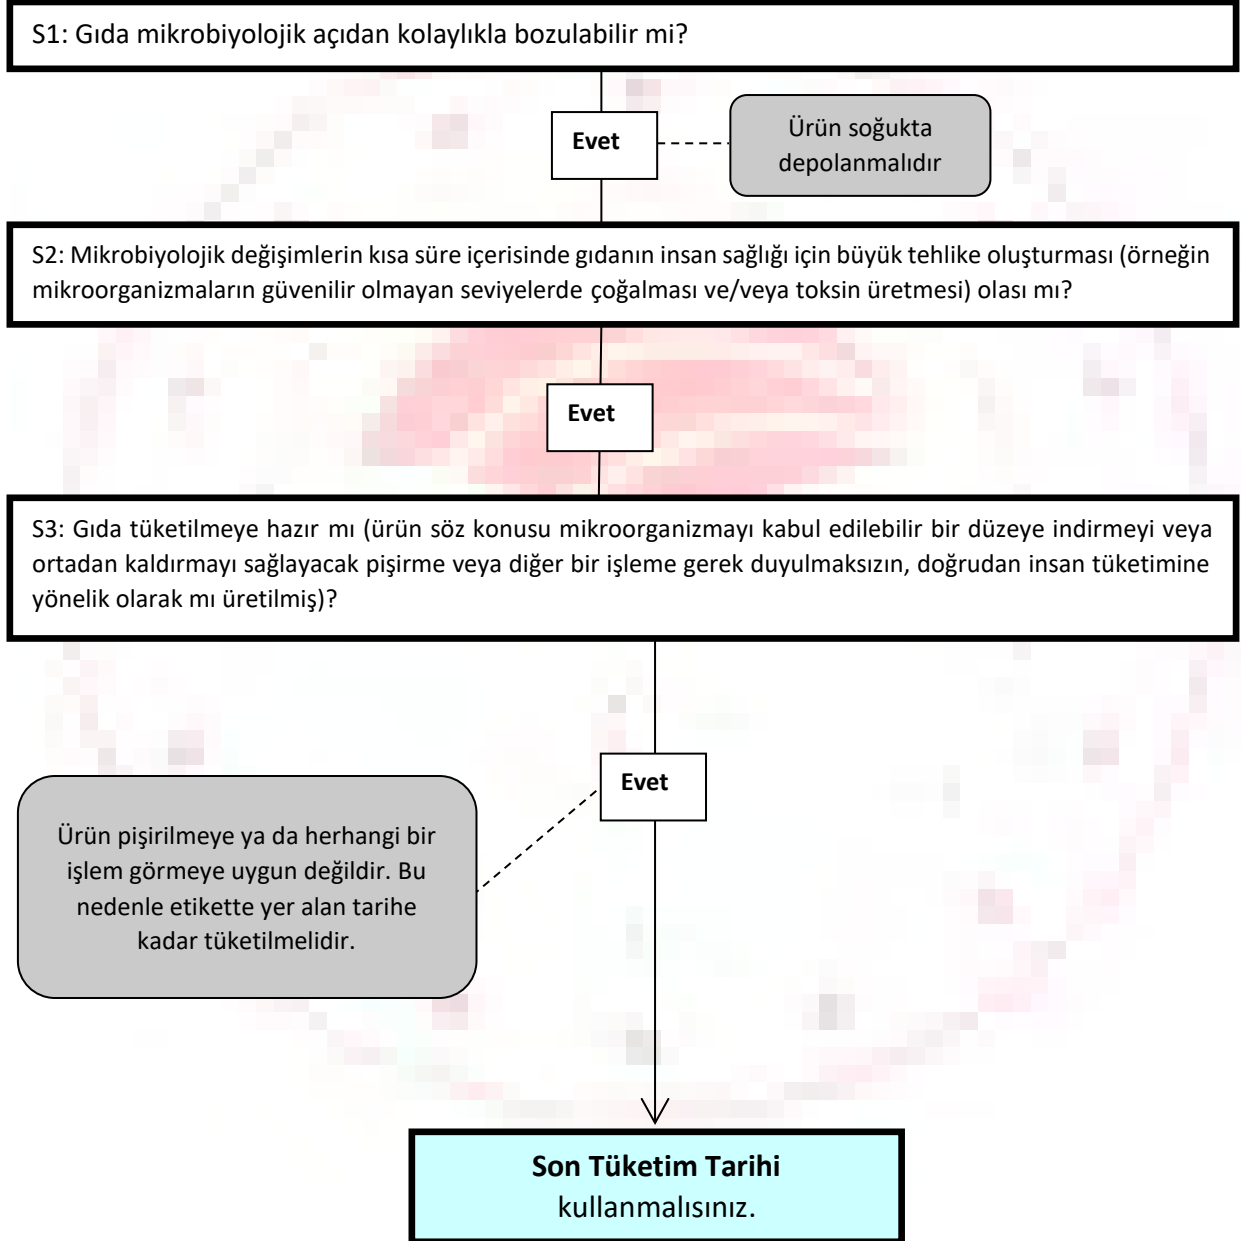 S1: Gıda mikrobiyolojik açıdan kolaylıkla bozulabilir mi?
Evet
Ürün soğukta
depolanmalıdır
S2: Mikrobiyolojik değişimlerin kısa süre içerisinde gıdanın insan sağlığı için büyük tehlike oluşturması (örneğin
mikroorganizmaların güvenilir olmayan seviyelerde çoğalması ve/veya toksin üretmesi) olası mı?
Evet
S3: Gıda tüketilmeye hazır mı (ürün söz konusu mikroorganizmayı kabul edilebilir bir düzeye indirmeyi veya
ortadan kaldırmayı sağlayacak pişirme veya diğer bir işleme gerek duyulmaksızın, doğrudan insan tüketimine
yönelik olarak mı üretilmiş)?
Evet
Ürün pişirilmeye ya da herhangi bir
işlem görmeye uygun değildir. Bu
nedenle etikette yer alan tarihe
kadar tüketilmelidir.
Son Tüketim Tarihi
kullanmalısınız.